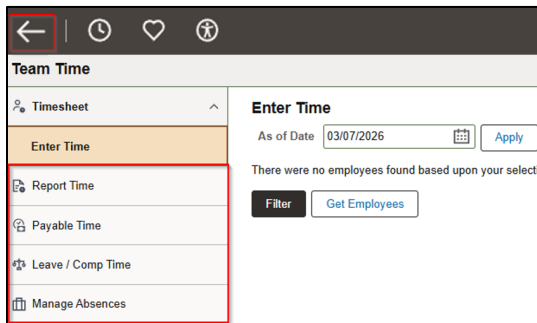 Team Time
Timesheet
Enter Time
Report Time
Payable Time
Leave / Comp Time
Manage Absences
Enter Time
As of Date 03/07/2026 Apply
There were no employees found based upon your selecti
Filter Get Employees